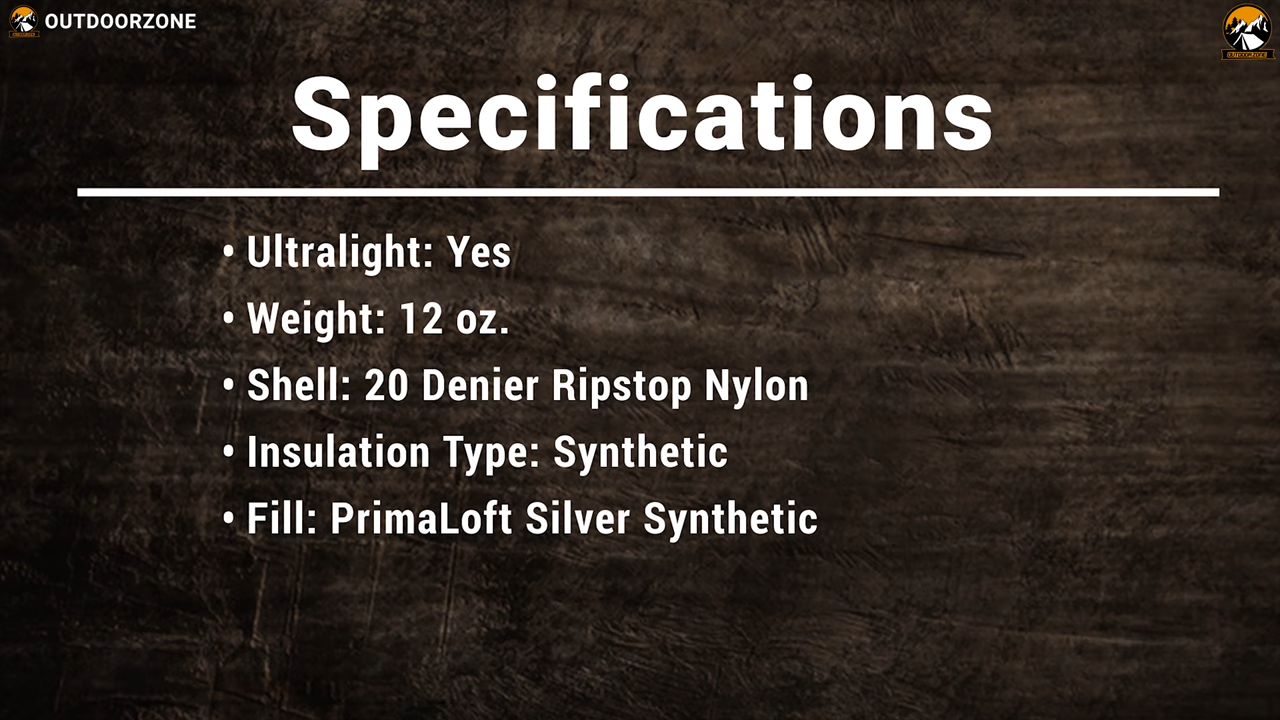 OUTDOORZONE
OUTDOORZONE
Specifications
• Ultralight: Yes
• Weight: 12 oz.
• Shell: 20 Denier Ripstop Nylon
• Insulation Type: Synthetic
• Fill: PrimaLoft Silver Synthetic